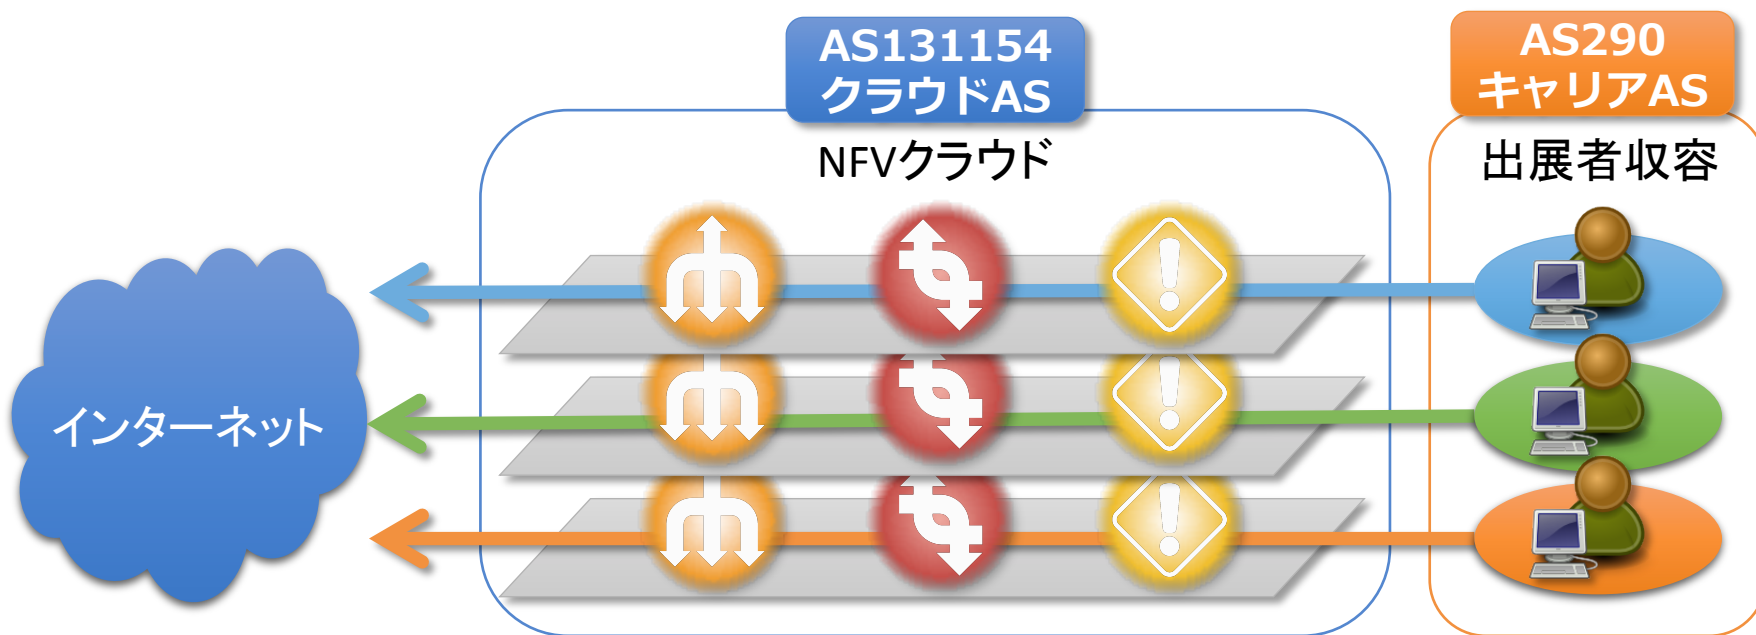 AS131154
クラウドAS
NFVクラウド
AS290
キャリアAS
出展者収容
インターネット